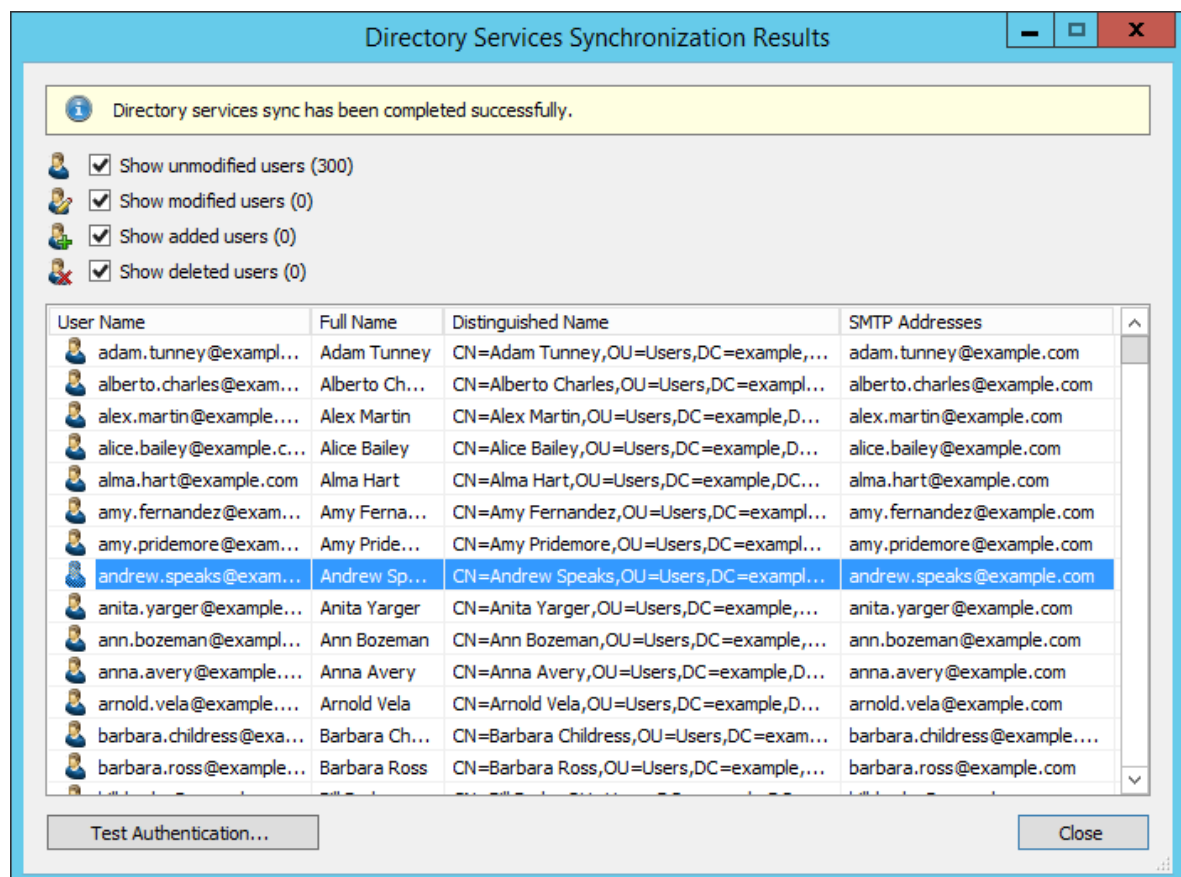 Directory Services Synchronization Results
Directory services sync has been completed successfully.
Show unmodified users (300)
Show modified users (0)
Show added users (0)
Show deleted users (0)
User Name Full Name Distinguished Name SMTP Addresses
adam.tunney@exampl... Adam Tunney CN=Adam Tunney,OU=Users,DC=example,... adam.tunney@example.com
alberto.charles@exam... Alberto Ch... CN=Alberto Charles,OU=Users,DC=exampl... alberto.charles@example.com
alex.martin@example.... Alex Martin CN=Alex Martin,OU=Users,DC=example,D... alex.martin@example.com
alice.bailey@example.c... Alice Bailey CN=Alice Bailey,OU=Users,DC=example,D... alice.bailey@example.com
alma.hart@example.com Alma Hart CN=Alma Hart,OU=Users,DC=example,DC... alma.hart@example.com
amy.fernandez@exam... Amy Ferna... CN=Amy Fernandez,OU=Users,DC=exampl... amy.fernandez@example.com
amy.pridemore@exam... Amy Pride... CN=Amy Pridemore,OU=Users,DC=exampl... amy.pridemore@example.com
andrew.speaks@exam... Andrew Sp... CN=Andrew Speaks,OU=Users,DC=exampl... andrew.speaks@example.com
anita.yarger@example... Anita Yarger CN=Anita Yarger,OU=Users,DC=example,... anita.yarger@example.com
ann.bozeman@exampl... Ann Bozeman CN=Ann Bozeman,OU=Users,DC=example,... ann.bozeman@example.com
anna.avery@example.... Anna Avery CN=Anna Avery,OU=Users,DC=example,D... anna.avery@example.com
arnold.vela@example.... Arnold Vela CN=Arnold Vela,OU=Users,DC=example,D... arnold.vela@example.com
barbara.childress@exa... Barbara Ch... CN=Barbara Childress,OU=Users,DC=exam... barbara.childress@example....
barbara.ross@example... Barbara Ross CN=Barbara Ross,OU=Users,DC=example,... barbara.ross@example.com
Test Authentication... Close